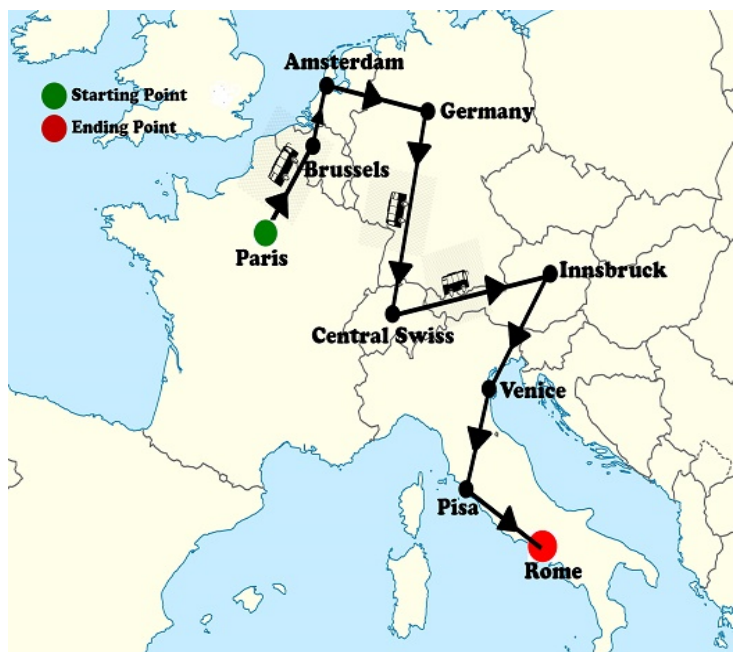 Amsterdam
Starting Point
Germany
Ending Point
Brussels
Paris
Innsbruck
Central Swiss
Venice
Pisa
Rome